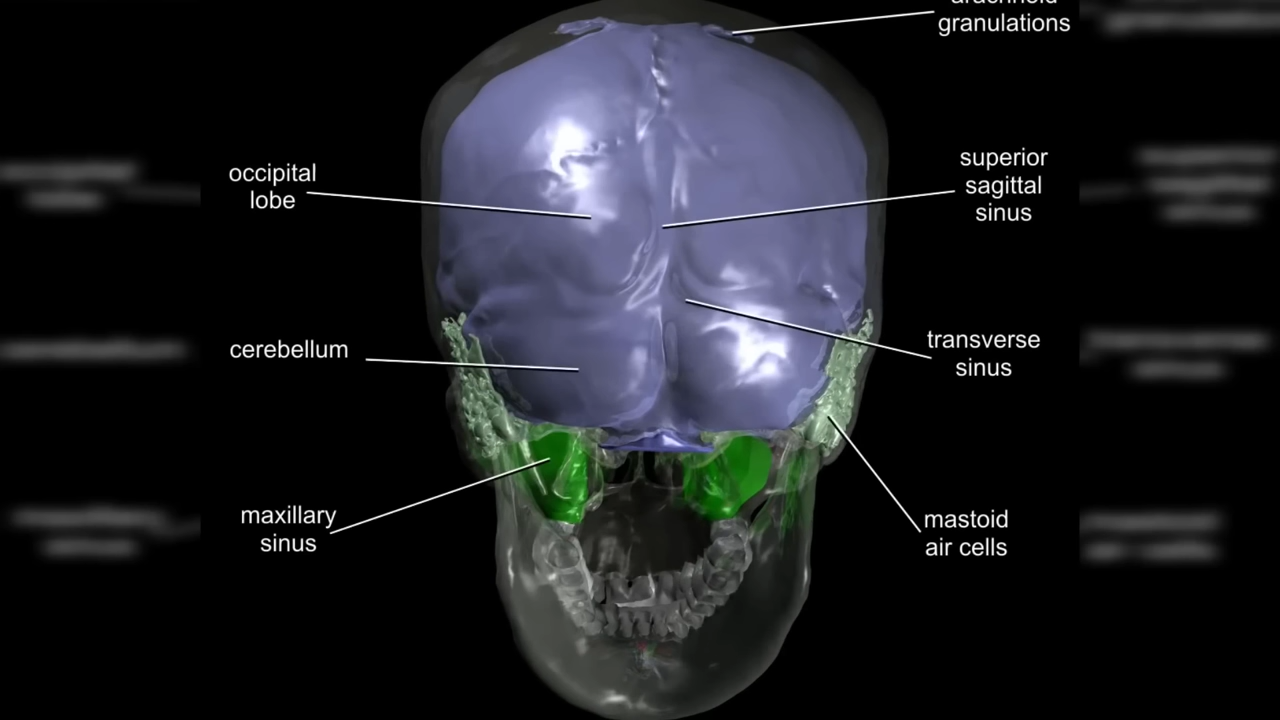 granulations
occipital
lobe
superior
sagittal
sinus
cerebellum
transverse
sinus
maxillary
sinus
mastoid
air cells